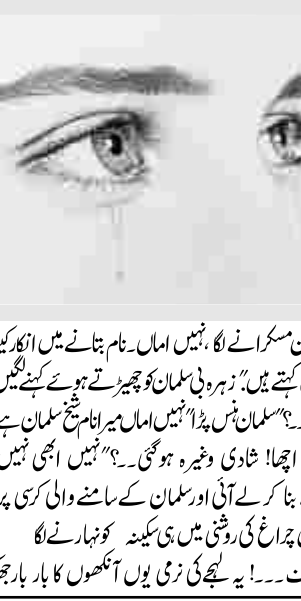 مسکرانے لگا ،نہیں اماں۔نام بتانے میں انکار
کہتے ہیں”زہرہ بی سلمان کو چھیڑتے ہوئے کہنے لگیں
۔۔؟”سلمان ہنس پڑا”نہیں اماں میرا نام شیخ سلمان ہے
اچھا! شادی وغیرہ ہوگئی۔۔؟”نہیں ابھی نہیں
بنا کر لے آئی اور سلمان کے سامنے والی کرسی پر
چراغ کی روشنی میں ہی سکینہ کو نہارنے لگا
۔۔۔! یہ لہجے کی نرمی یوں آنکھوں کا بار بار